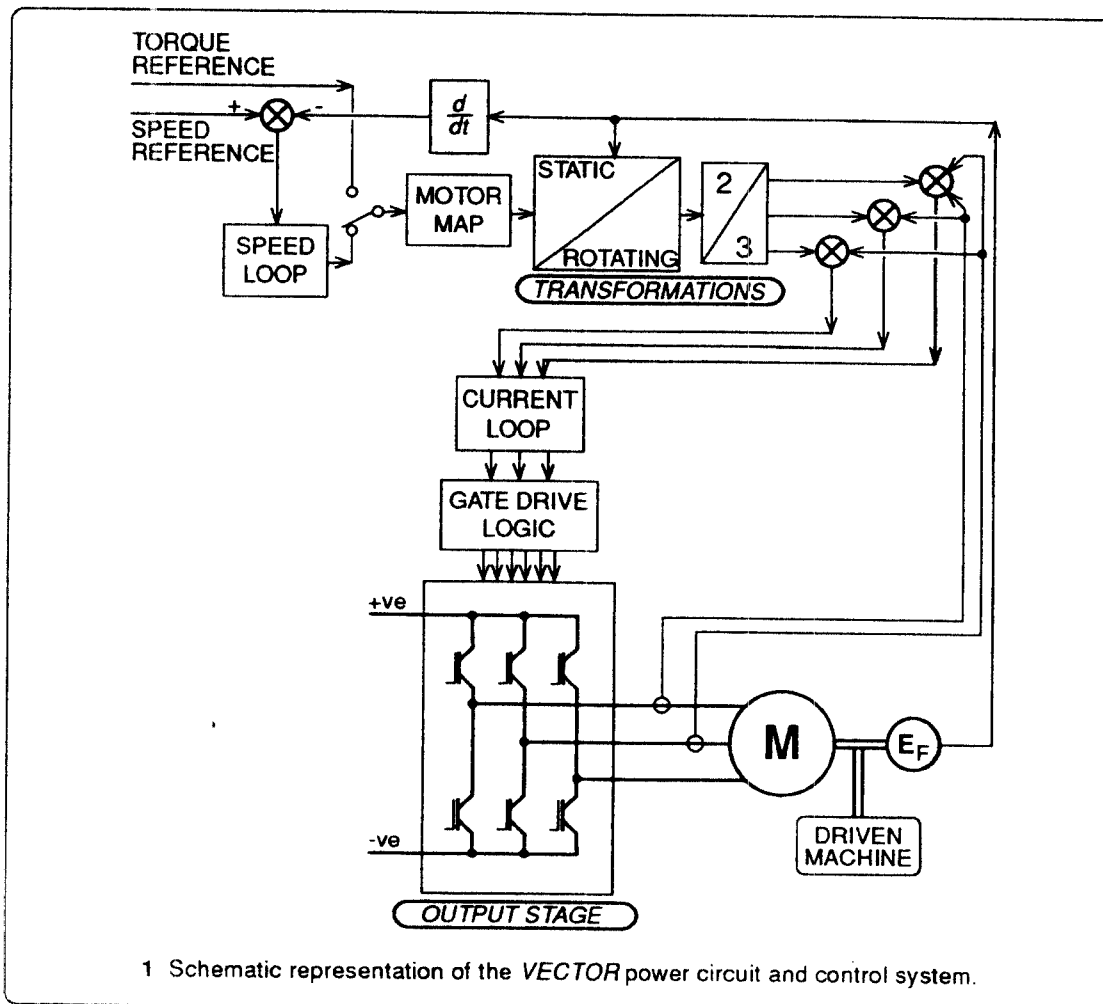 TORQUE
REFERENCE
+
-
SPEED
REFERENCE
d
dt
SPEED
LOOP
MOTOR
MAP
STATIC
ROTATING
2
3
TRANSFORMATIONS
CURRENT
LOOP
GATE DRIVE
LOGIC
+ve
-ve
M
EF
DRIVEN
MACHINE
OUTPUT STAGE
1 Schematic representation of the VECTOR power circuit and control system.